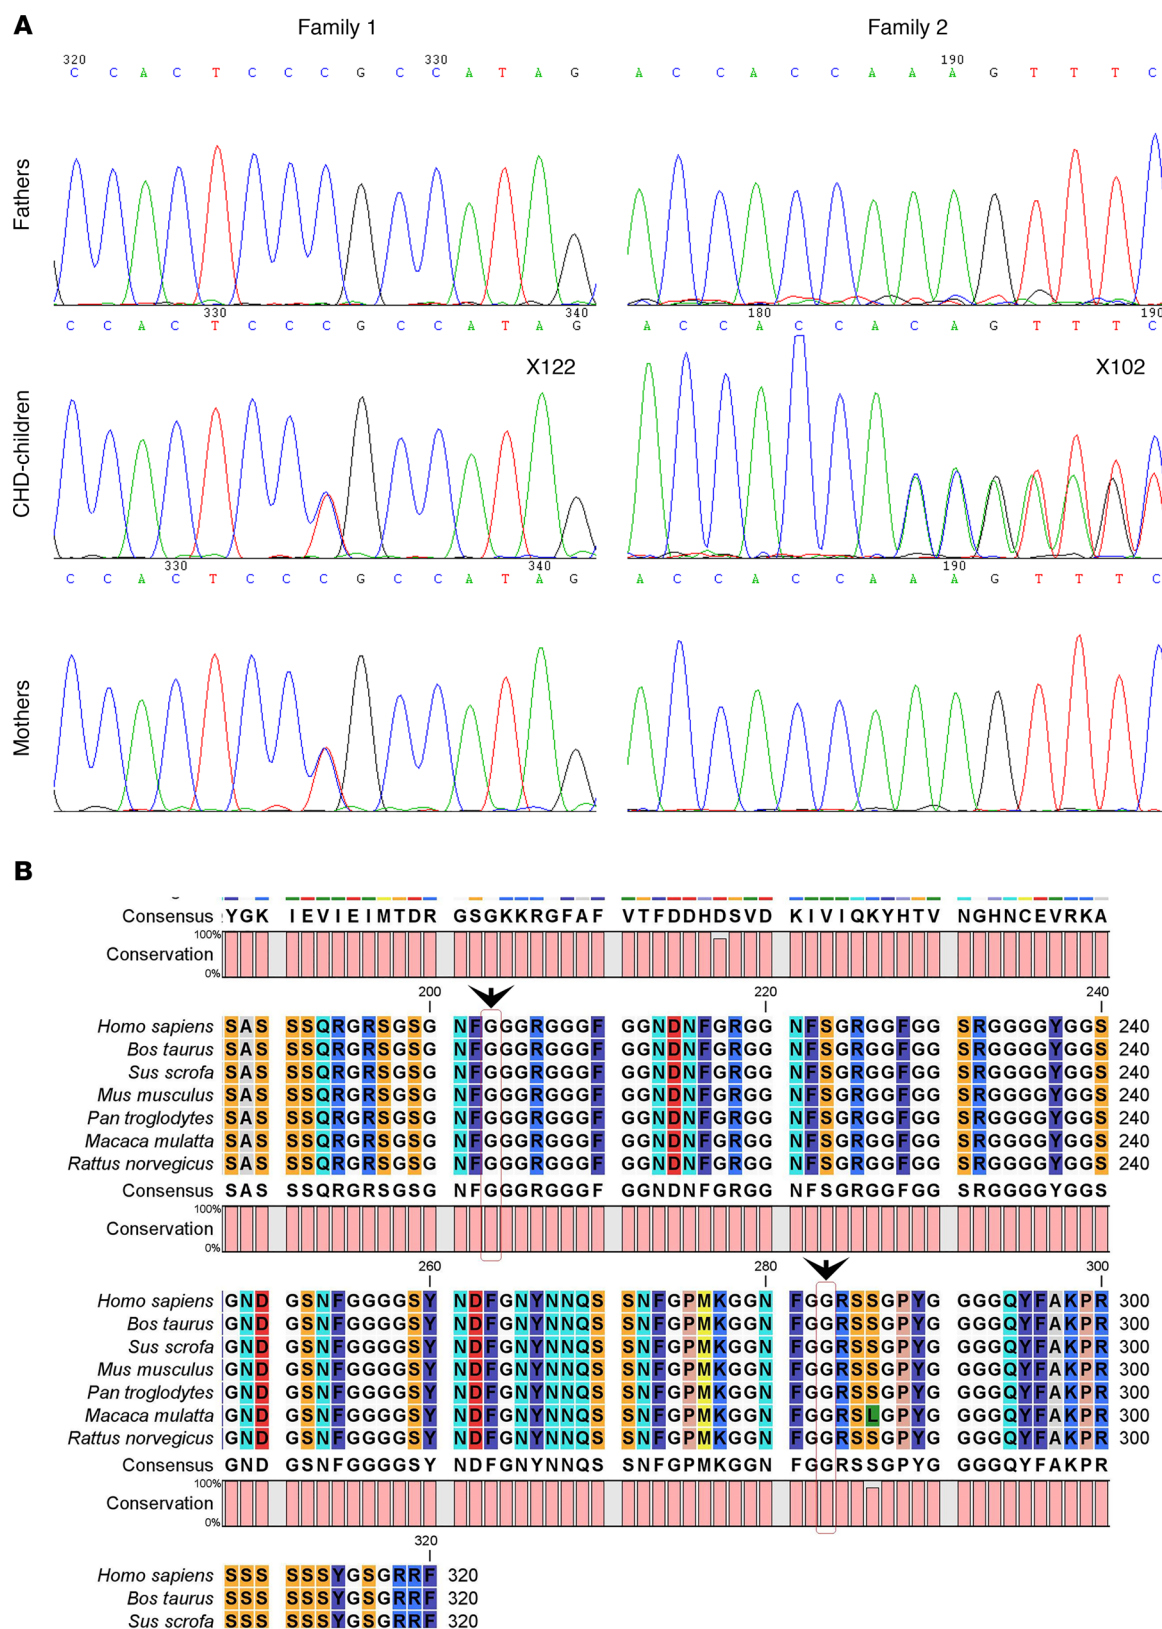 A
Family 1
Family 2
320 330
C C A C T C C C G C C A T A G
190
A C C A C C A A A G T T T C
Fathers
330 340
C C A C T C C C G C C A T A G
180 190
A C C A C C A C A G T T T C
X122
X102
CHD-children
330 340
C C A C T C C C G C C A T A G
190
A C C A C C A A A G T T T C
Mothers
B
Consensus YGK IEVIEIMTDR GSGKKRGFAF VTFDDHDSVD KIVIQKYHTV NGHNCEVRKA
100%
Conservation
0%
200 220 240
Homo sapiens SAS SSQRGRSGSG NFGGGRGGGF GGNDNFGRGG NFSGRGGFGG SRGGGGYGGS 240
Bos taurus SAS SSQRGRSGSG NFGGGRGGGF GGNDNFGRGG NFSGRGGFGG SRGGGGYGGS 240
Sus scrofa SAS SSQRGRSGSG NFGGGRGGGF GGNDNFGRGG NFSGRGGFGG SRGGGGYGGS 240
Mus musculus SAS SSQRGRSGSG NFGGGRGGGF GGNDNFGRGG NFSGRGGFGG SRGGGGYGGS 240
Pan troglodytes SAS SSQRGRSGSG NFGGGRGGGF GGNDNFGRGG NFSGRGGFGG SRGGGGYGGS 240
Macaca mulatta SAS SSQRGRSGSG NFGGGRGGGF GGNDNFGRGG NFSGRGGFGG SRGGGGYGGS 240
Rattus norvegicus SAS SSQRGRSGSG NFGGGRGGGF GGNDNFGRGG NFSGRGGFGG SRGGGGYGGS 240
Consensus SAS SSQRGRSGSG NFGGGRGGGF GGNDNFGRGG NFSGRGGFGG SRGGGGYGGS
100%
Conservation
0%
260 280 300
Homo sapiens GND GSNFGGGGSY NDFGNYNNQS SNFGPMKGGN FGGRSSGPYG GGGQYFAKPR 300
Bos taurus GND GSNFGGGGSY NDFGNYNNQS SNFGPMKGGN FGGRSSGPYG GGGQYFAKPR 300
Sus scrofa GND GSNFGGGGSY NDFGNYNNQS SNFGPMKGGN FGGRSSGPYG GGGQYFAKPR 300
Mus musculus GND GSNFGGGGSY NDFGNYNNQS SNFGPMKGGN FGGRSSGPYG GGGQYFAKPR 300
Pan troglodytes GND GSNFGGGGSY NDFGNYNNQS SNFGPMKGGN FGGRSSGPYG GGGQYFAKPR 300
Macaca mulatta GND GSNFGGGGSY NDFGNYNNQS SNFGPMKGGN FGGRSLGPYG GGGQYFAKPR 300
Rattus norvegicus GND GSNFGGGGSY NDFGNYNNQS SNFGPMKGGN FGGRSSGPYG GGGQYFAKPR 300
Consensus GND GSNFGGGGSY NDFGNYNNQS SNFGPMKGGN FGGRSSGPYG GGGQYFAKPR
100%
Conservation
0%
320
Homo sapiens SSS SSSYGSGRRF 320
Bos taurus SSS SSSYGSGRRF 320
Sus scrofa SSS SSSYGSGRRF 320